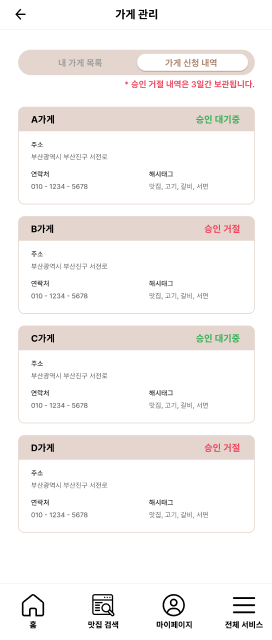 가게 관리
내 가게 목록 가게 신청 내역
* 승인 거절 내역은 3일간 보관됩니다.
A가게 승인 대기중
주소
부산광역시 부산진구 서전로
연락처 해시태그
010 - 1234 - 5678 맛집, 고기, 갈비, 서면
B가게 승인 거절
주소
부산광역시 부산진구 서전로
연락처 해시태그
010 - 1234 - 5678 맛집, 고기, 갈비, 서면
C가게 승인 대기중
주소
부산광역시 부산진구 서전로
연락처 해시태그
010 - 1234 - 5678 맛집, 고기, 갈비, 서면
D가게 승인 거절
주소
부산광역시 부산진구 서전로
연락처 해시태그
010 - 1234 - 5678 맛집, 고기, 갈비, 서면
홈 맛집 검색 마이페이지 전체 서비스